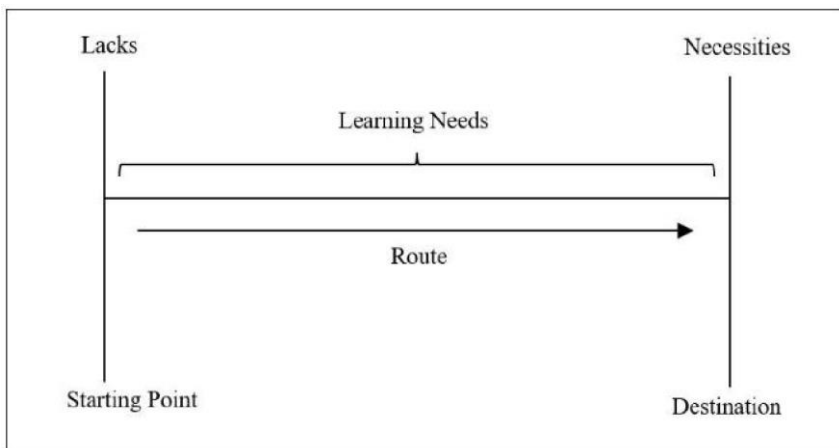 Lacks
Necessities
Learning Needs
Route
Starting Point
Destination